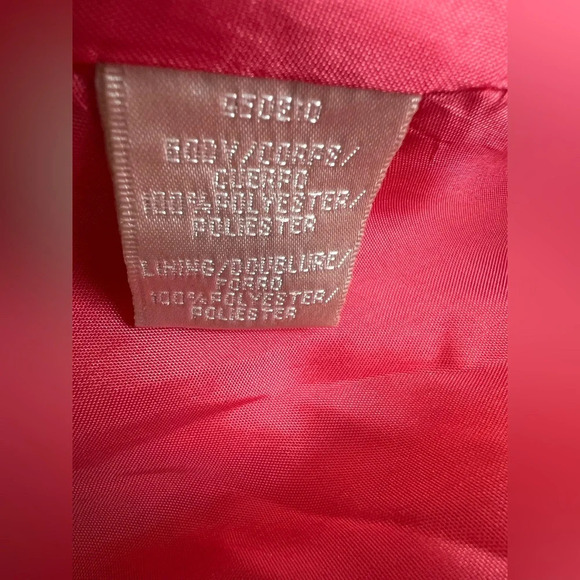 BODY/CORPS/
CUERPO
100%POLYESTER/
POLIESTER
LINING/DOUBLURE/
FORRO
100%POLYESTER/
POLIESTER